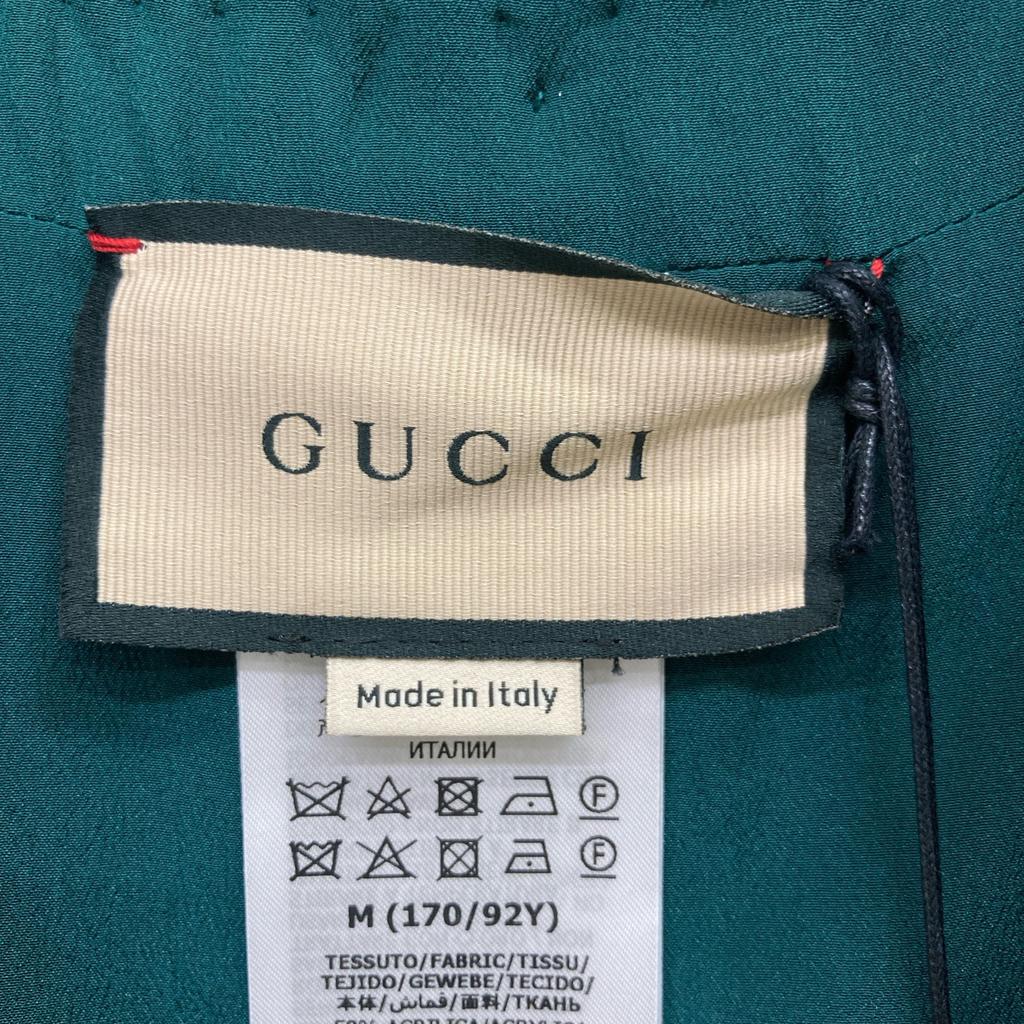 GUCCI
Made in Italy
ИТАЛИИ
F
F
M (170/92Y)
TESSUTO/FABRIC/TISSU/
TEJIDO/GEWEBE/TECIDO/
本体/قماش/面料/ТКАНЬ